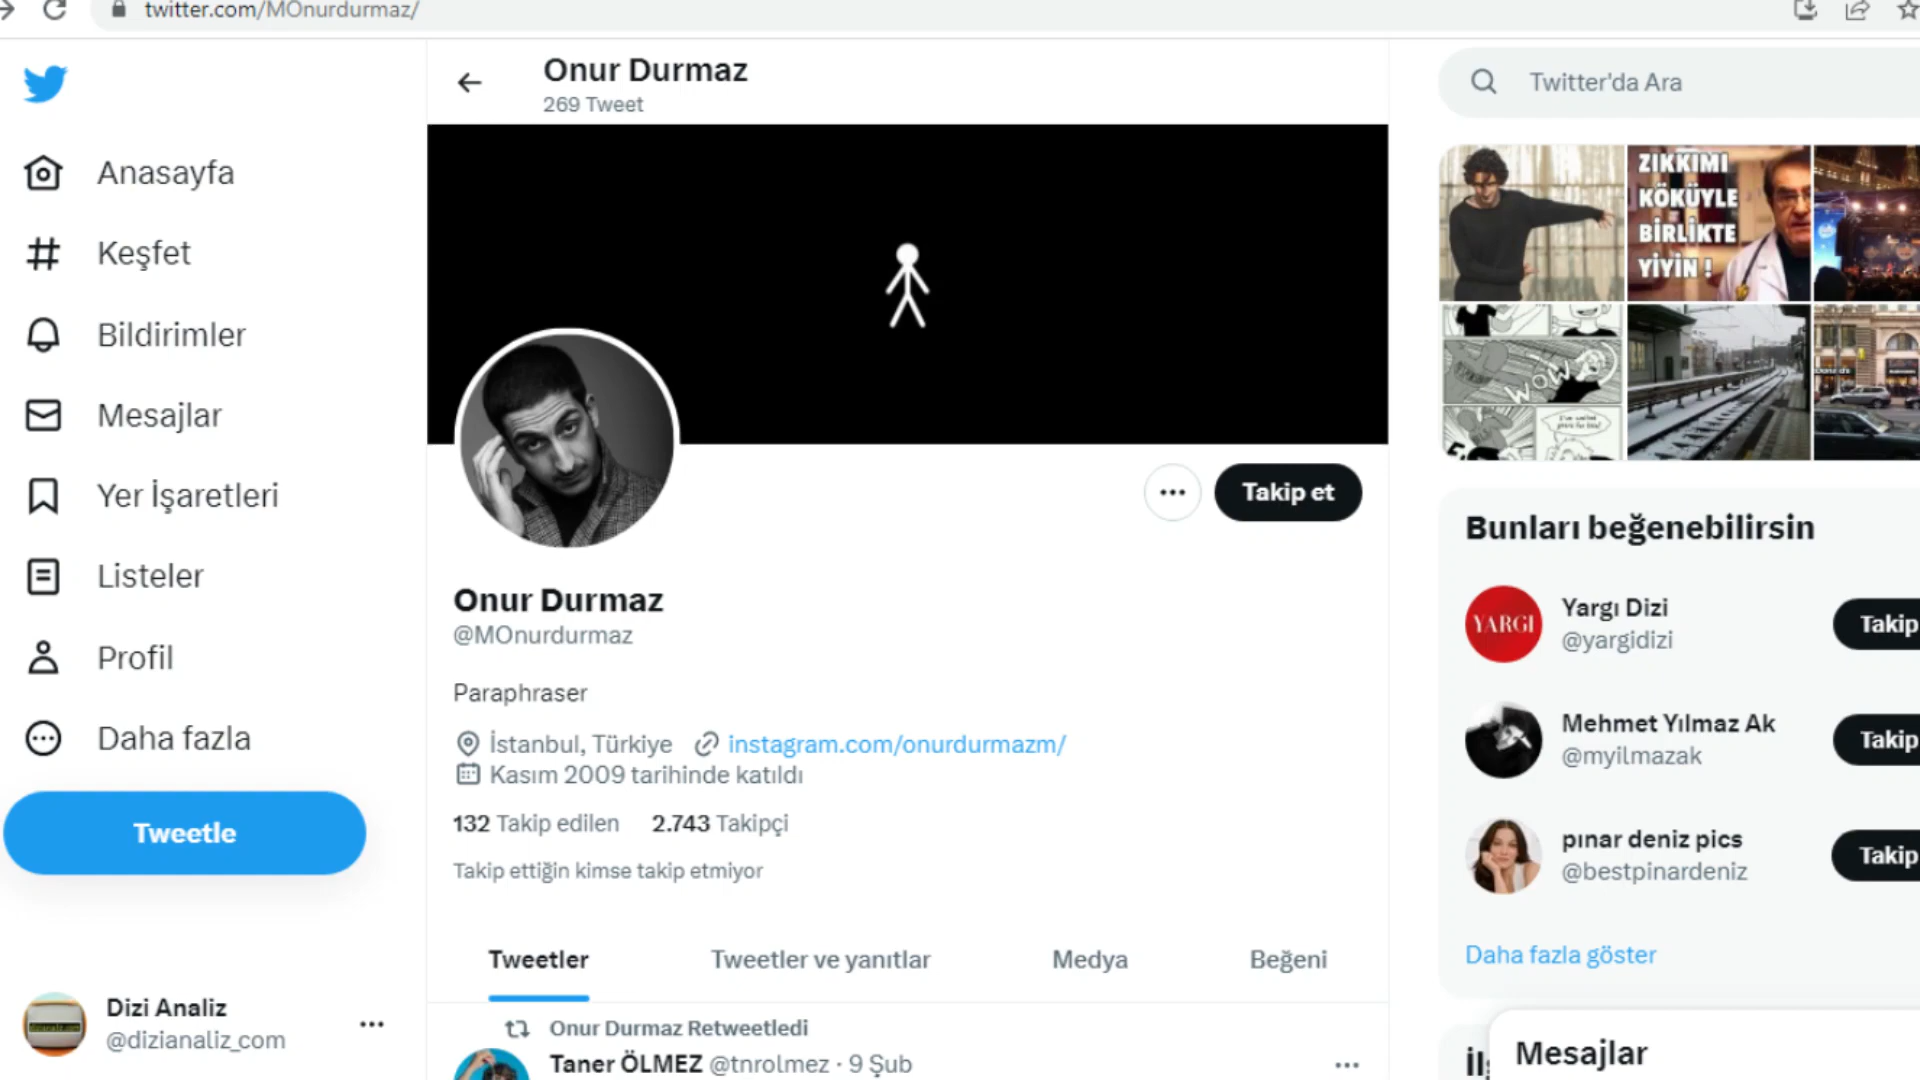 twitter.com/MOnurdurmaz/
Onur Durmaz
269 Tweet
Twitter'da Ara
Anasayfa
Keşfet
Bildirimler
Mesajlar
Yer İşaretleri
Listeler
Profil
Daha fazla
Tweetle
Dizi Analiz
@dizianaliz_com
Takip et
Onur Durmaz
@MOnurdurmaz
Paraphraser
İstanbul, Türkiye instagram.com/onurdurmazm/
Kasım 2009 tarihinde katıldı
132 Takip edilen 2.743 Takipçi
Takip ettiğin kimse takip etmiyor
Tweetler Tweetler ve yanıtlar Medya Beğeni
Onur Durmaz Retweetledi
Taner ÖLMEZ @tnrolmez · 9 Şub
ZIKKIMI
KÖKÜYLE
BİRLİKTE
YİYİN !
WOW
Bunları beğenebilirsin
YARGI
Yargı Dizi
@yargidizi
Takip
Mehmet Yılmaz Ak
@myilmazak
Takip
pınar deniz pics
@bestpinardeniz
Takip
Daha fazla göster
Mesajlar